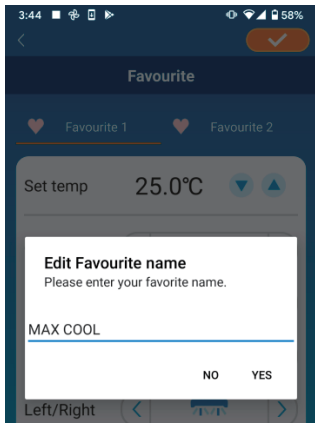 3:44 58%
Favourite
Favourite 1 Favourite 2
Set temp 25.0°C
Edit Favourite name
Please enter your favorite name.
MAX COOL
NO YES
Left/Right